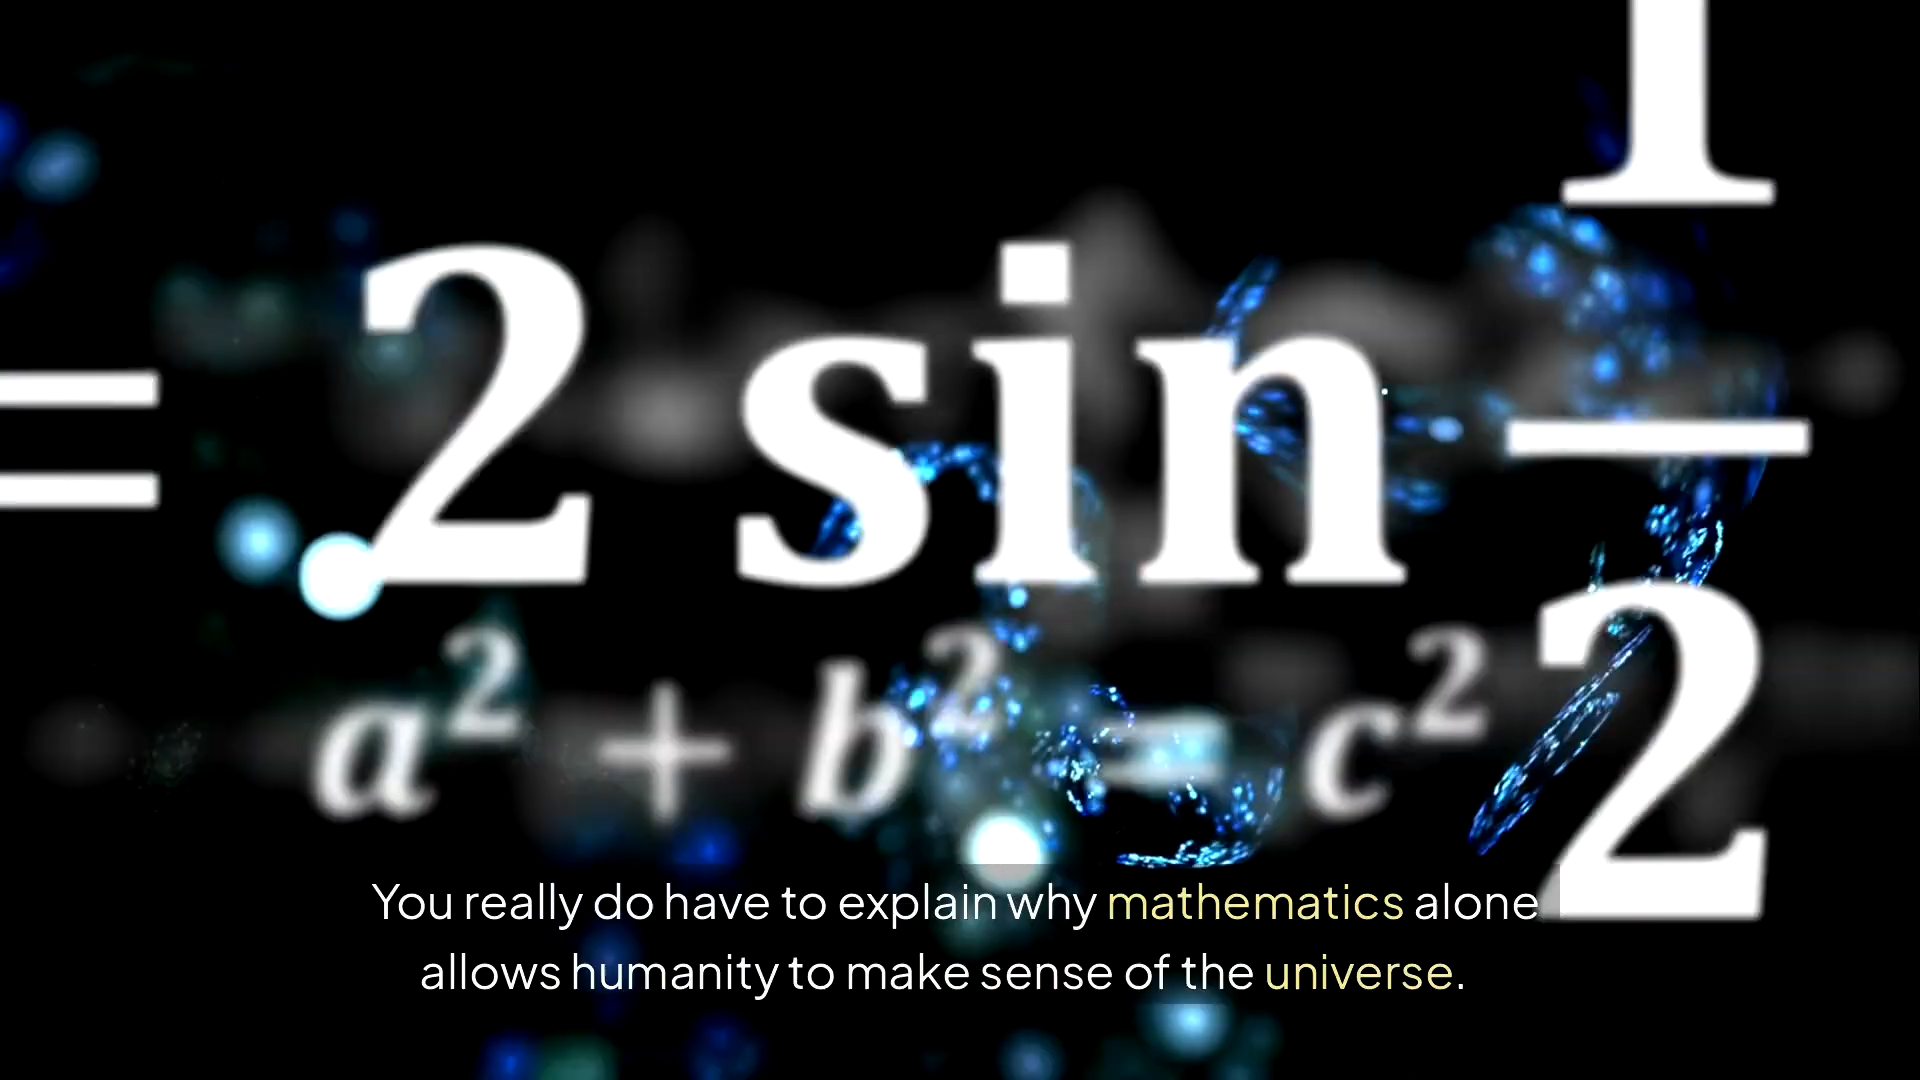 1
= 2 sin —
2
a² + b² = c²
You really do have to explain why mathematics alone
allows humanity to make sense of the universe.